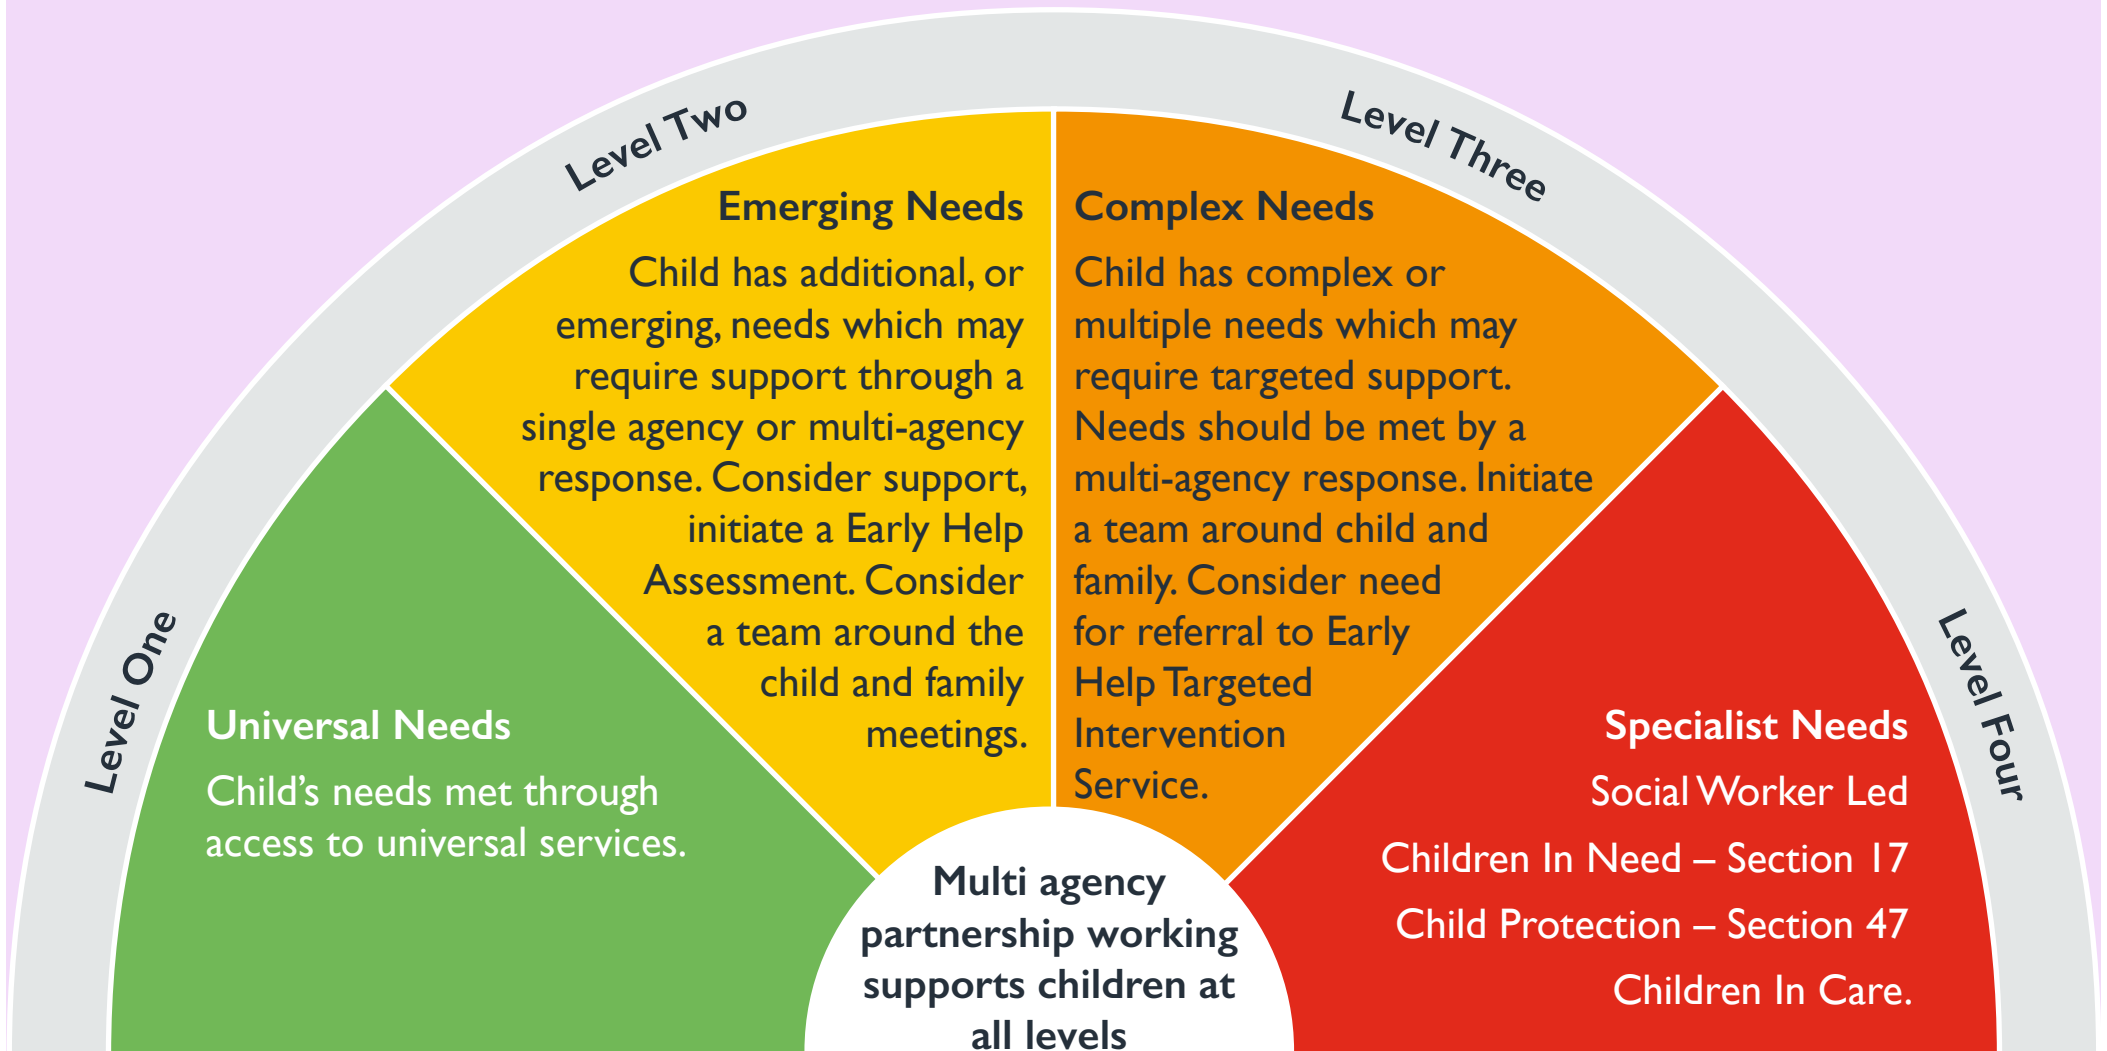 Level One
Universal Needs
Child’s needs met through
access to universal services.
Level Two
Emerging Needs
Child has additional, or
emerging, needs which may
require support through a
single agency or multi-agency
response. Consider support,
initiate a Early Help
Assessment. Consider
a team around the
child and family
meetings.
Level Three
Complex Needs
Child has complex or
multiple needs which may
require targeted support.
Needs should be met by a
multi-agency response. Initiate
a team around child and
family. Consider need
for referral to Early
Help Targeted
Intervention
Service.
Level Four
Specialist Needs
Social Worker Led
Children In Need – Section 17
Child Protection – Section 47
Children In Care.
Multi agency
partnership working
supports children at
all levels